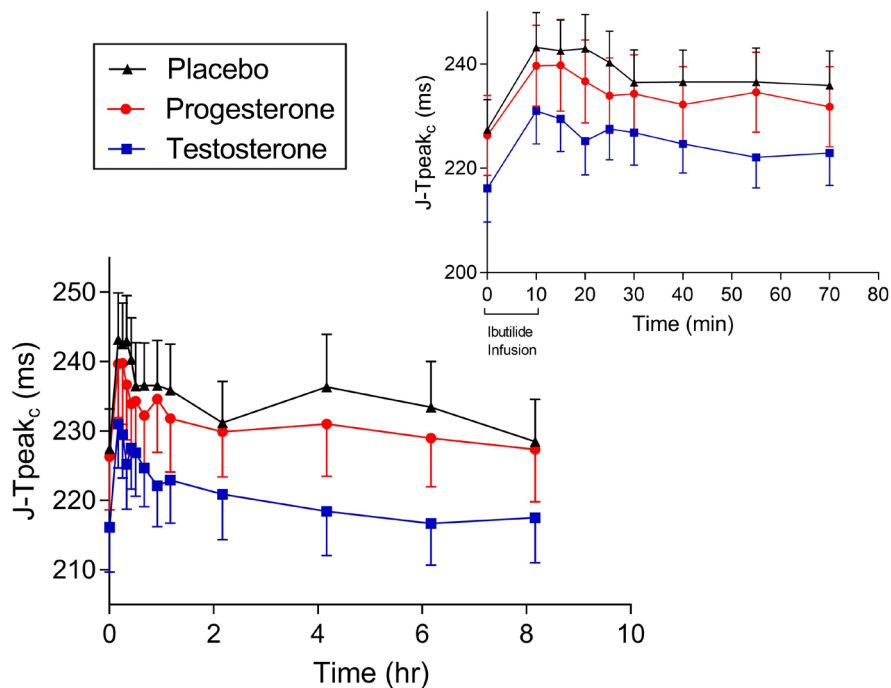 Placebo
Progesterone
Testosterone
J-Tpeakc (ms)
240
220
200
0 10 20 30 40 50 60 70 80
Time (min)
Ibutilide
Infusion
J-Tpeakc (ms)
250
240
230
220
210
0 2 4 6 8 10
Time (hr)